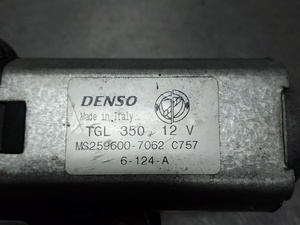 DENSO
Made in Italy
TGL 350, 12 V
MS259600-7062 C757
6-124-A